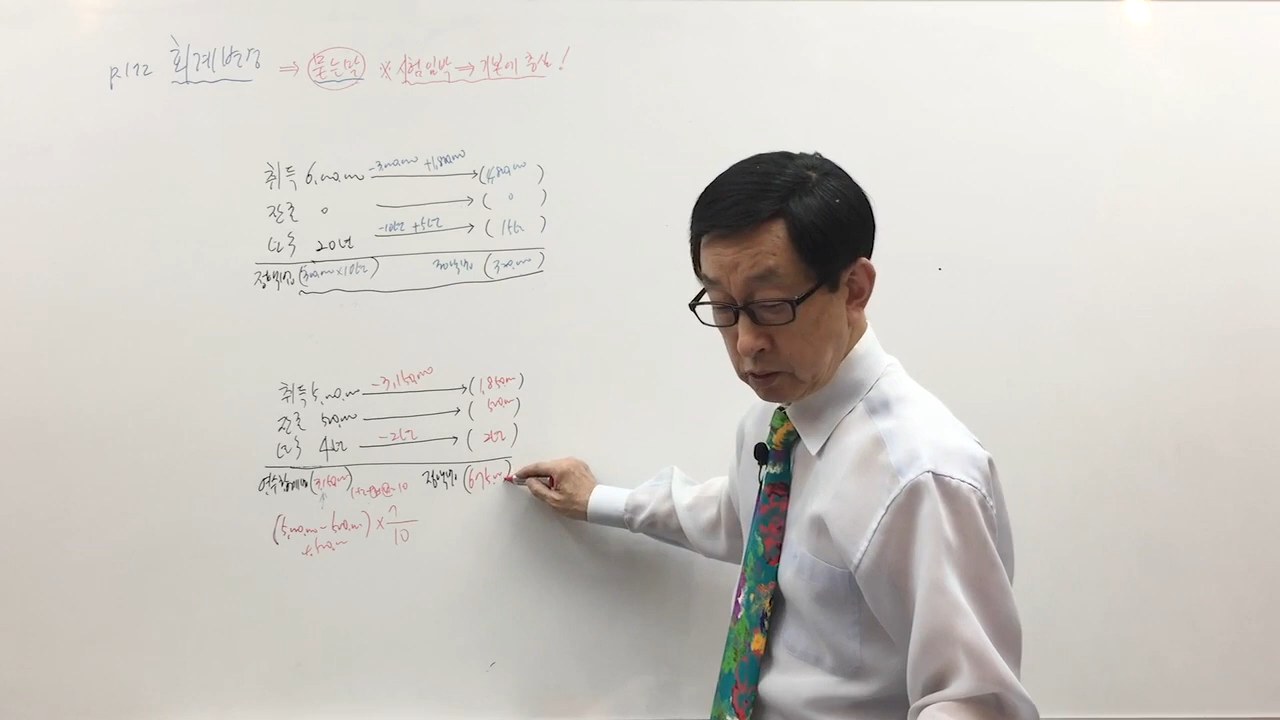 p.172 회계변경 ⇒ 묻는말 ※시험임박⇒기본에 충실!
취득 6,000,000 -3,000,000 +1,800,000 (4,800,000)
잔존 0 ( 0 )
내용 20년 -10년 +5년 ( 15년 )
정액법 (300,000×10년) 정액법 (320,000)
취득 5,000,000 -3,150,000 (1,850,000)
잔존 500,000 ( 500,000 )
내용 4년 -2년 ( 2년 )
연수합계법 (3,150,000) 정액법 (675,000)
(5,000,000-500,000) × 7/10
4,500,000